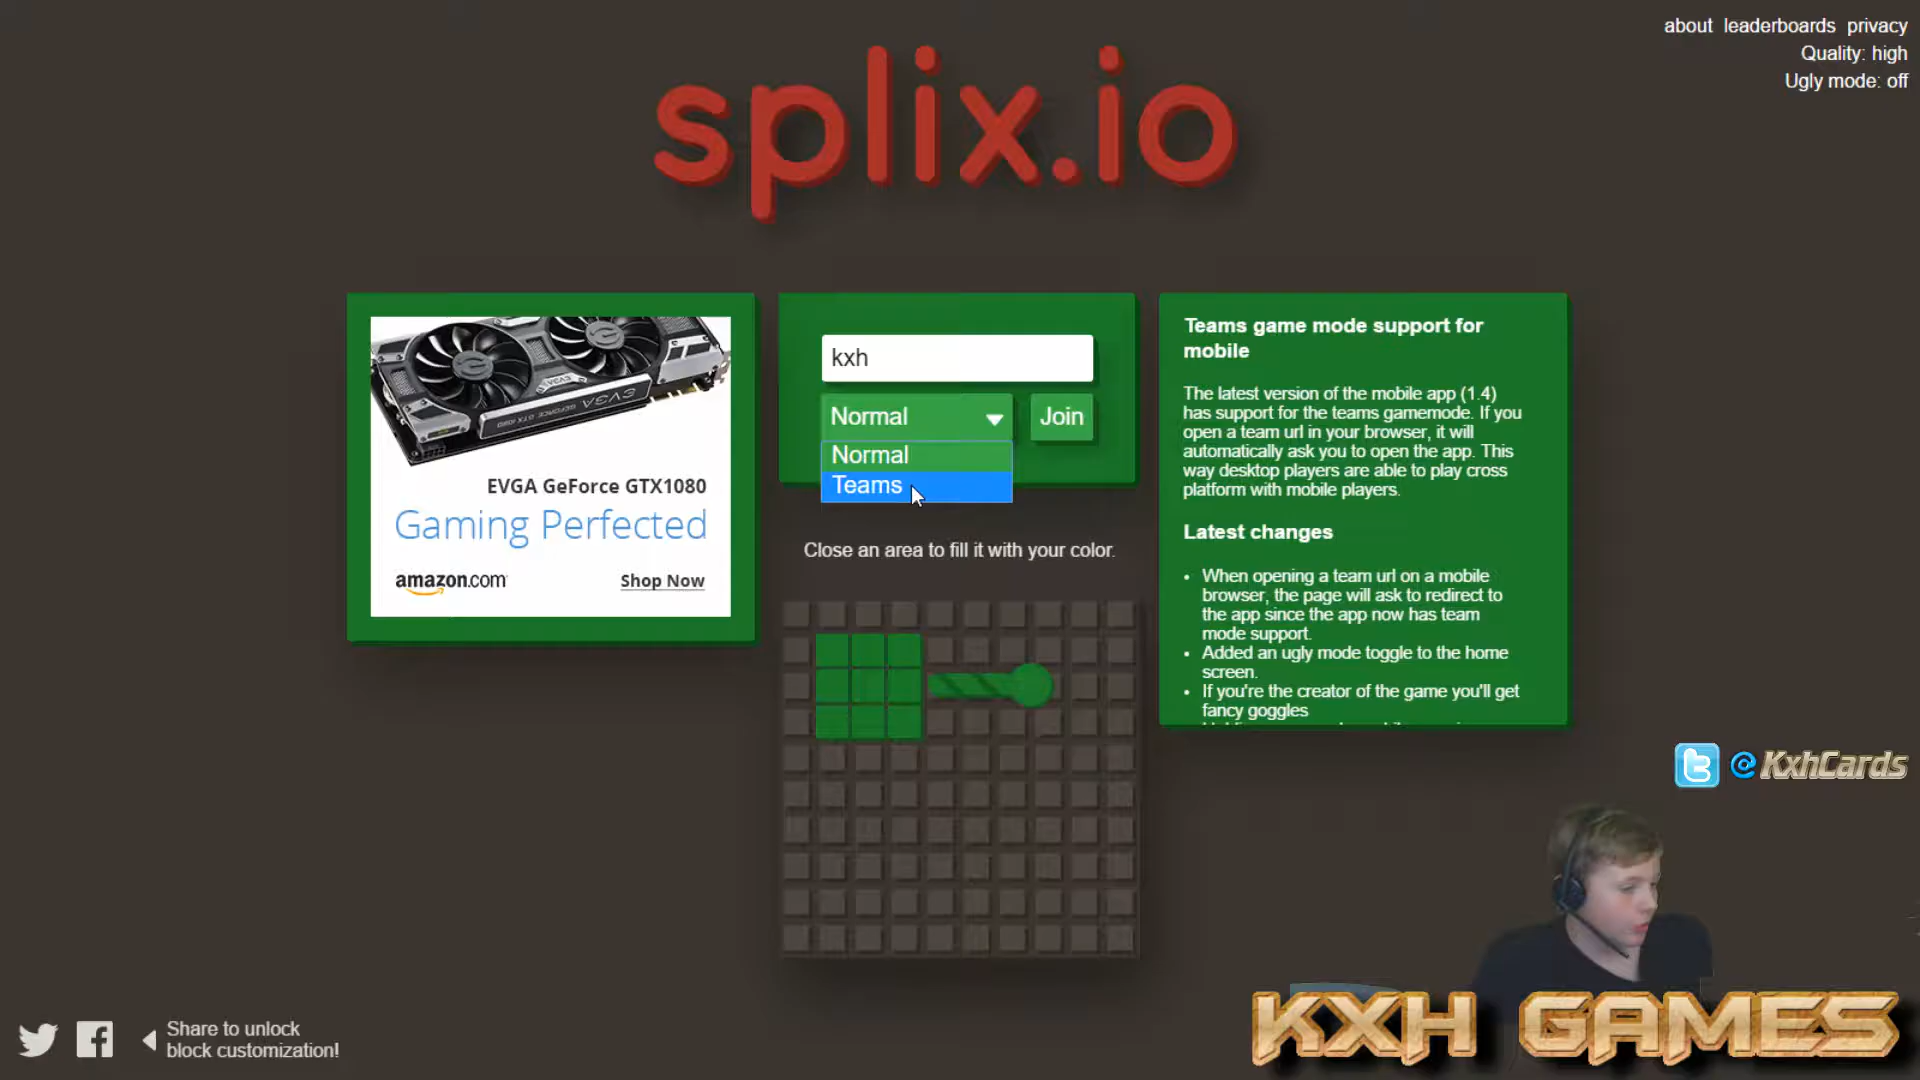 about leaderboards privacy
Quality: high
Ugly mode: off
splix.io
EVGA
EVGA GEFORCE GTX 1080
EVGA GeForce GTX1080
Gaming Perfected
amazon.com
Shop Now
kxh
Normal
Join
Normal
Teams
Close an area to fill it with your color.
Teams game mode support for
mobile
The latest version of the mobile app (1.4)
has support for the teams gamemode. If you
open a team url in your browser, it will
automatically ask you to open the app. This
way desktop players are able to play cross
platform with mobile players.
Latest changes
• When opening a team url on a mobile
browser, the page will ask to redirect to
the app since the app now has team
mode support.
• Added an ugly mode toggle to the home
screen.
• If you're the creator of the game you'll get
fancy goggles
@KxhCards
KXH GAMES
Share to unlock
block customization!